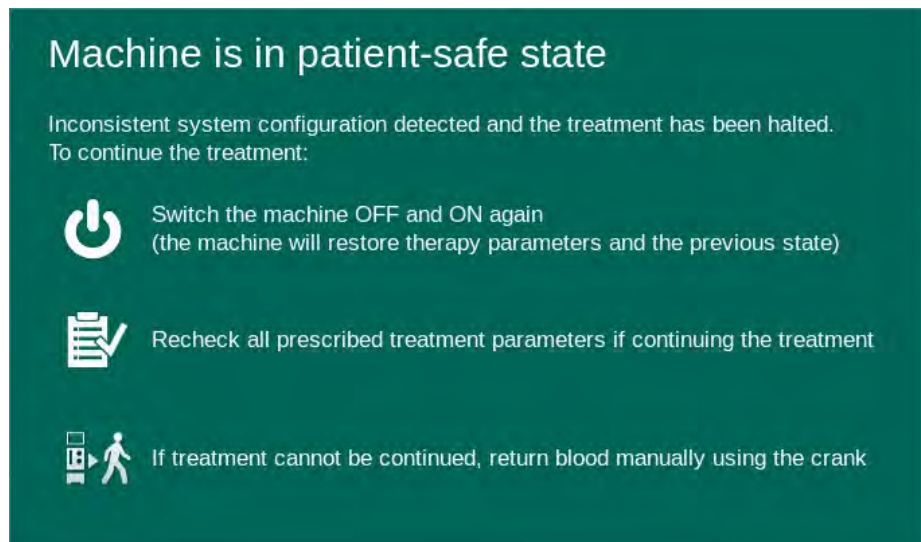 Machine is in patient-safe state
Inconsistent system configuration detected and the treatment has been halted.
To continue the treatment:
Switch the machine OFF and ON again
(the machine will restore therapy parameters and the previous state)
Recheck all prescribed treatment parameters if continuing the treatment
If treatment cannot be continued, return blood manually using the crank